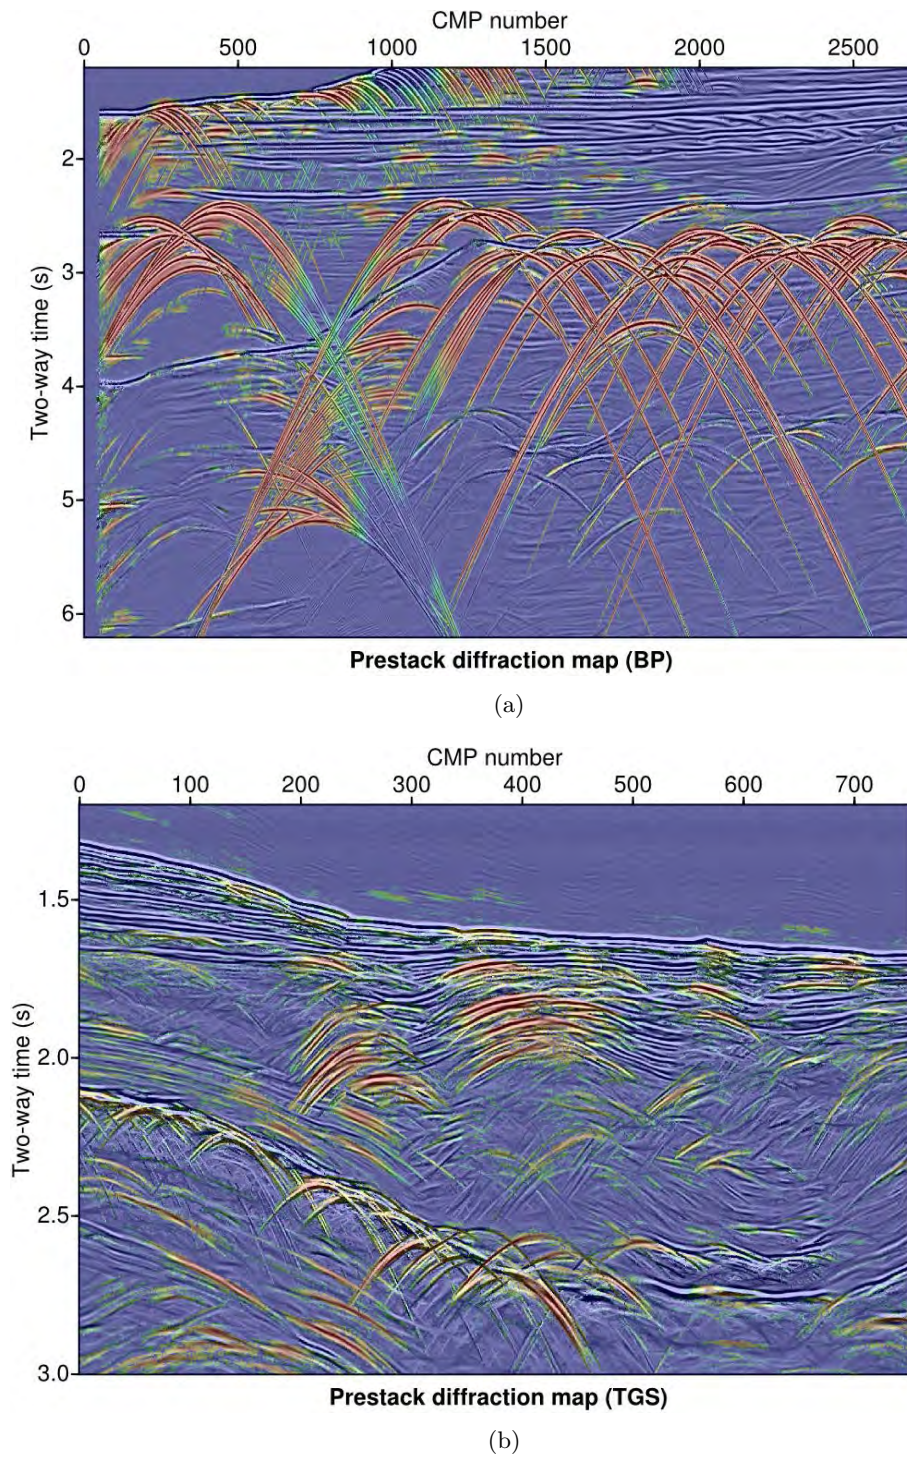 CMP number
0 500 1000 1500 2000 2500
2
3
4
5
6
Two-way time (s)
Prestack diffraction map (BP)
(a)
CMP number
0 100 200 300 400 500 600 700
1.5
2.0
2.5
3.0
Two-way time (s)
Prestack diffraction map (TGS)
(b)